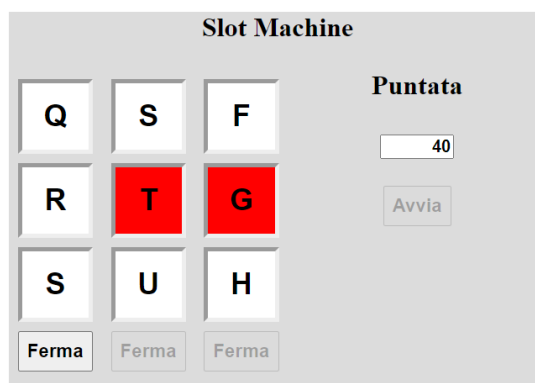 Slot Machine
Puntata
Q S F
40
R T G
Avvia
S U H
Ferma Ferma Ferma